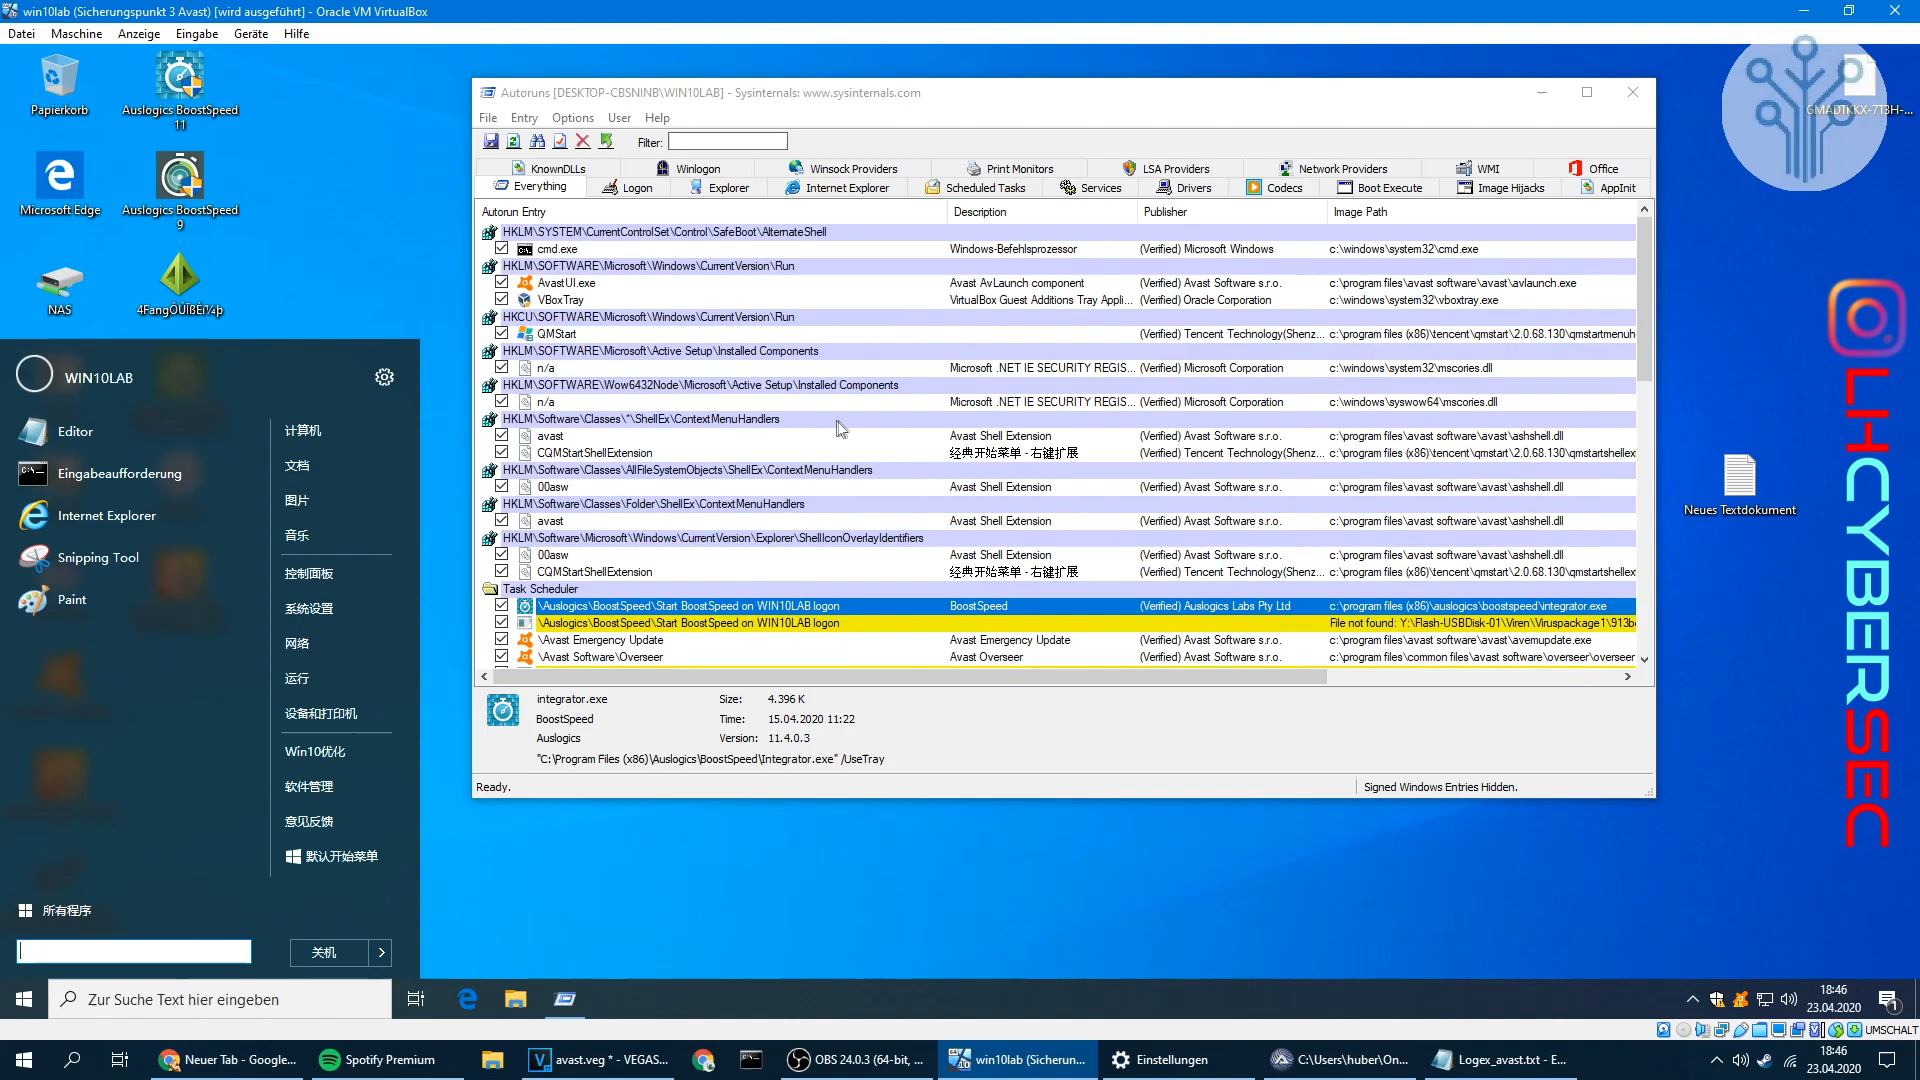 win10lab (Sicherungspunkt 3 Avast) [wird ausgeführt] - Oracle VM VirtualBox
Datei Maschine Anzeige Eingabe Geräte Hilfe
Papierkorb
Auslogics BoostSpeed 11
Microsoft Edge
Auslogics BoostSpeed 9
NAS
WIN10LAB
Editor
Eingabeaufforderung
Internet Explorer
Snipping Tool
Paint
计算机
文档
图片
音乐
控制面板
系统设置
网络
运行
设备和打印机
Win10优化
软件管理
意见反馈
默认开始菜单
所有程序
关机
Autoruns [DESKTOP-CBSNINB\WIN10LAB] - Sysinternals: www.sysinternals.com
File Entry Options User Help
Filter:
KnownDLLs Winlogon Winsock Providers Print Monitors LSA Providers Network Providers WMI Office
Everything Logon Explorer Internet Explorer Scheduled Tasks Services Drivers Codecs Boot Execute Image Hijacks AppInit
Autorun Entry Description Publisher Image Path
HKLM\SYSTEM\CurrentControlSet\Control\SafeBoot\AlternateShell
cmd.exe Windows-Befehlsprozessor (Verified) Microsoft Windows c:\windows\system32\cmd.exe
HKLM\SOFTWARE\Microsoft\Windows\CurrentVersion\Run
AvastUI.exe Avast AvLaunch component (Verified) Avast Software s.r.o. c:\program files\avast software\avast\avlaunch.exe
VBoxTray VirtualBox Guest Additions Tray Appli... (Verified) Oracle Corporation c:\windows\system32\vboxtray.exe
HKCU\SOFTWARE\Microsoft\Windows\CurrentVersion\Run
QMStart (Verified) Tencent Technology(Shenz... c:\program files (x86)\tencent\qmstart\2.0.68.130\qmstartmenuh
HKLM\SOFTWARE\Microsoft\Active Setup\Installed Components
n/a Microsoft .NET IE SECURITY REGIS... (Verified) Microsoft Corporation c:\windows\system32\mscories.dll
HKLM\SOFTWARE\Wow6432Node\Microsoft\Active Setup\Installed Components
n/a Microsoft .NET IE SECURITY REGIS... (Verified) Microsoft Corporation c:\windows\syswow64\mscories.dll
HKLM\Software\Classes\*\ShellEx\ContextMenuHandlers
avast Avast Shell Extension (Verified) Avast Software s.r.o. c:\program files\avast software\avast\ashshell.dll
CQMStartShellExtension 经典开始菜单 - 右键扩展 (Verified) Tencent Technology(Shenz... c:\program files (x86)\tencent\qmstart\2.0.68.130\qmstartshellex
HKLM\Software\Classes\AllFileSystemObjects\ShellEx\ContextMenuHandlers
00asw Avast Shell Extension (Verified) Avast Software s.r.o. c:\program files\avast software\avast\ashshell.dll
HKLM\Software\Classes\Folder\ShellEx\ContextMenuHandlers
avast Avast Shell Extension (Verified) Avast Software s.r.o. c:\program files\avast software\avast\ashshell.dll
HKLM\Software\Microsoft\Windows\CurrentVersion\Explorer\ShellIconOverlayIdentifiers
00asw Avast Shell Extension (Verified) Avast Software s.r.o. c:\program files\avast software\avast\ashshell.dll
CQMStartShellExtension 经典开始菜单 - 右键扩展 (Verified) Tencent Technology(Shenz... c:\program files (x86)\tencent\qmstart\2.0.68.130\qmstartshellex
Task Scheduler
\Auslogics\BoostSpeed\Start BoostSpeed on WIN10LAB logon BoostSpeed (Verified) Auslogics Labs Pty Ltd c:\program files (x86)\auslogics\boostspeed\integrator.exe
\Auslogics\BoostSpeed\Start BoostSpeed on WIN10LAB logon File not found: Y:\Flash-USBDisk-01\Viren\Viruspackage1\913b
\Avast Emergency Update Avast Emergency Update (Verified) Avast Software s.r.o. c:\program files\avast software\avast\avemupdate.exe
\Avast Software\Overseer Avast Overseer (Verified) Avast Software s.r.o. c:\program files\common files\avast software\overseer\overseer
integrator.exe Size: 4.396 K
BoostSpeed Time: 15.04.2020 11:22
Auslogics Version: 11.4.0.3
"C:\Program Files (x86)\Auslogics\BoostSpeed\Integrator.exe" /UseTray
Ready. Signed Windows Entries Hidden.
Neues Textdokument
LIHCYBERSEC
Zur Suche Text hier eingeben
18:46
23.04.2020
1
UMSCHALT
Neuer Tab - Google... Spotify Premium avast.veg * - VEGAS... OBS 24.0.3 (64-bit, ... win10lab (Sicherun... Einstellungen C:\Users\huber\On... Logex_avast.txt - E...
18:46
23.04.2020